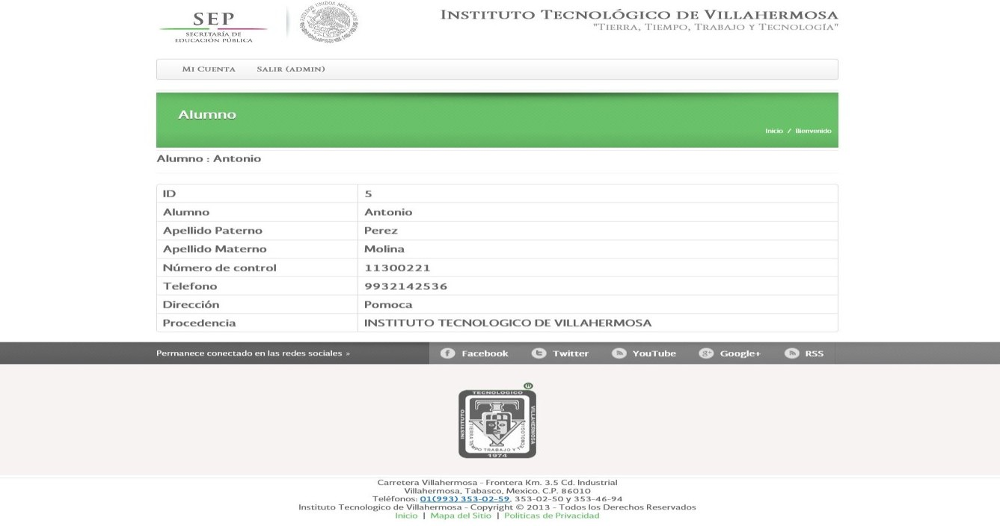 SEP
SECRETARÍA DE
EDUCACIÓN PÚBLICA
ESTADOS UNIDOS MEXICANOS
INSTITUTO TECNOLÓGICO DE VILLAHERMOSA
"TIERRA, TIEMPO, TRABAJO Y TECNOLOGÍA"
MI CUENTA SALIR (ADMIN)
Alumno
Inicio / Bienvenido
Alumno : Antonio
ID 5
Alumno Antonio
Apellido Paterno Perez
Apellido Materno Molina
Número de control 11300221
Telefono 9932142536
Dirección Pomoca
Procedencia INSTITUTO TECNOLOGICO DE VILLAHERMOSA
Permanece conectado en las redes sociales » Facebook Twitter YouTube Google+ RSS
TECNOLOGICO
INSTITUTO
VILLAHERMOSA
TIERRA TIEMPO TRABAJO Y
1974
Carretera Villahermosa - Frontera Km. 3.5 Cd. Industrial
Villahermosa, Tabasco, Mexico. C.P. 86010
Teléfonos: 01(993) 353-02-59, 353-02-50 y 353-46-94
Instituto Tecnologico de Villahermosa - Copyright © 2013 - Todos los Derechos Reservados
Inicio | Mapa del Sitio | Politicas de Privacidad